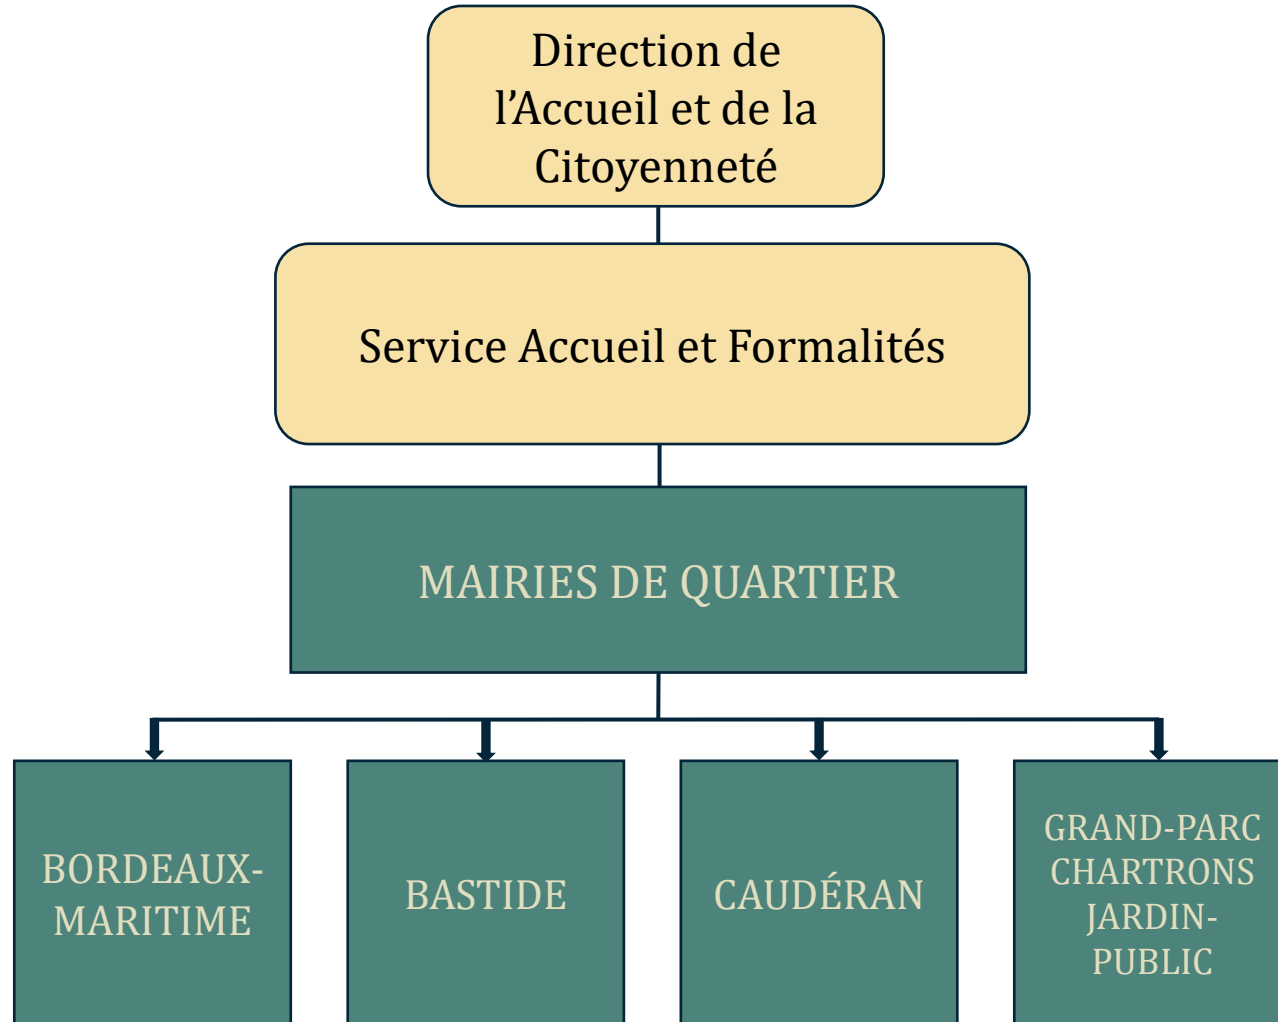 Direction de
l’Accueil et de la
Citoyenneté
Service Accueil et Formalités
MAIRIES DE QUARTIER
BORDEAUX-
MARITIME
BASTIDE
CAUDÉRAN
GRAND-PARC
CHARTRONS
JARDIN-
PUBLIC